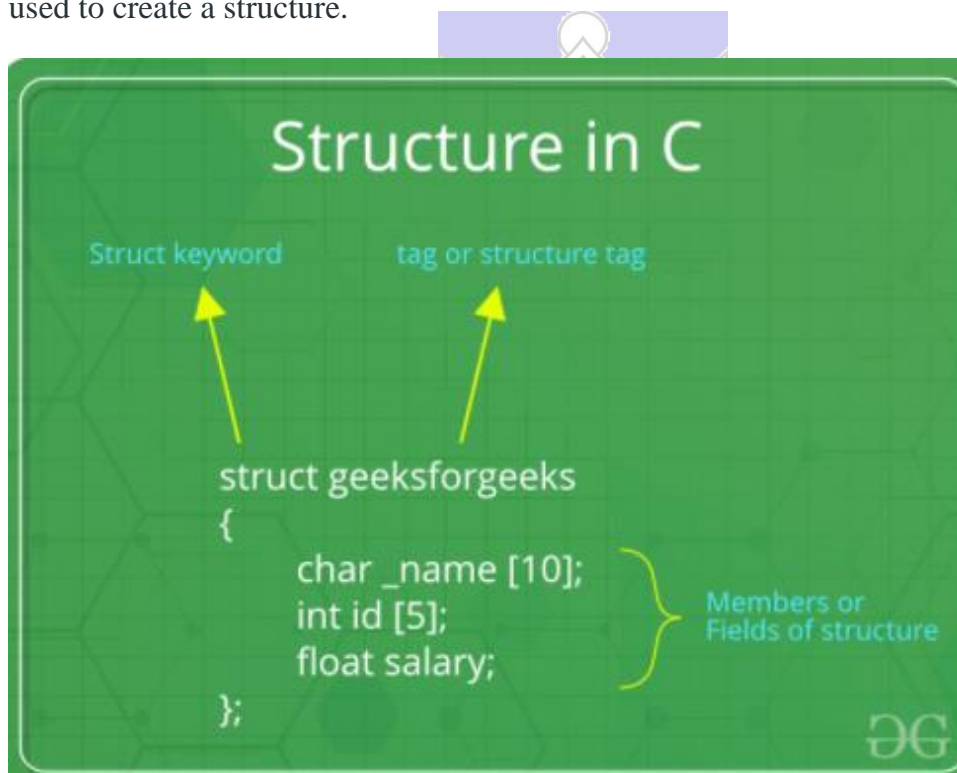 used to create a structure.
Structure in C
Struct keyword
tag or structure tag
struct geeksforgeeks
{
char _name [10];
int id [5];
float salary;
};
Members or
Fields of structure